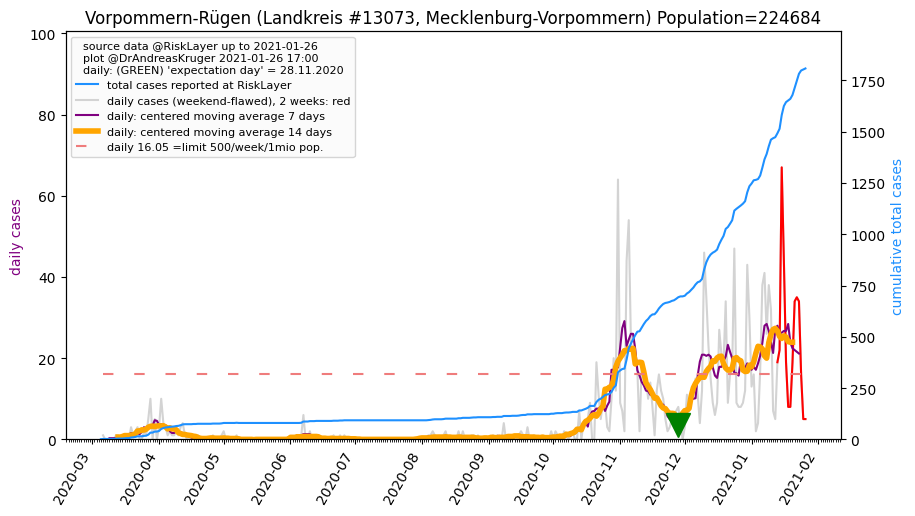 Vorpommern-Rügen (Landkreis #13073, Mecklenburg-Vorpommern) Population=224684
source data @RiskLayer up to 2021-01-26
plot @DrAndreasKruger 2021-01-26 17:00
daily: (GREEN) 'expectation day' = 28.11.2020
total cases reported at RiskLayer
daily cases (weekend-flawed), 2 weeks: red
daily: centered moving average 7 days
daily: centered moving average 14 days
daily 16.05 =limit 500/week/1mio pop.
daily cases
100
80
60
40
20
0
cumulative total cases
1750
1500
1250
1000
750
500
250
0
2020-03
2020-04
2020-05
2020-06
2020-07
2020-08
2020-09
2020-10
2020-11
2020-12
2021-01
2021-02